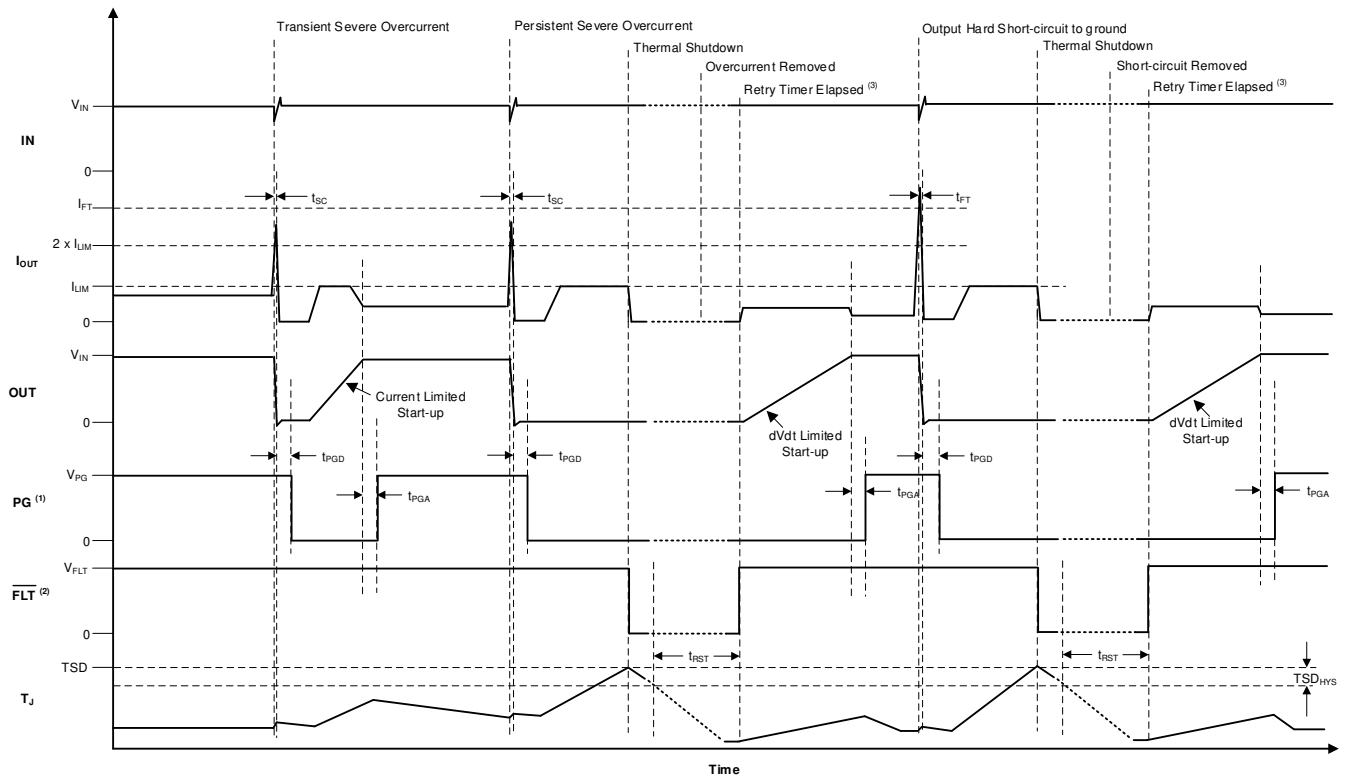 Transient Severe Overcurrent
Persistent Severe Overcurrent
Thermal Shutdown
Overcurrent Removed
Retry Timer Elapsed (3)
Output Hard Short-circuit to ground
Thermal Shutdown
Short-circuit Removed
Retry Timer Elapsed (3)
VIN
IN
0
tSC
tSC
tFT
IFT
2 x ILIM
IOUT
ILIM
0
VIN
OUT
0
Current Limited
Start-up
dVdt Limited
Start-up
dVdt Limited
Start-up
tPGD
tPGD
tPGD
VPG
PG (1)
0
tPGA
tPGA
tPGA
VFLT
FLT (2)
0
tRST
tRST
TSD
TJ
TSDHYS
Time